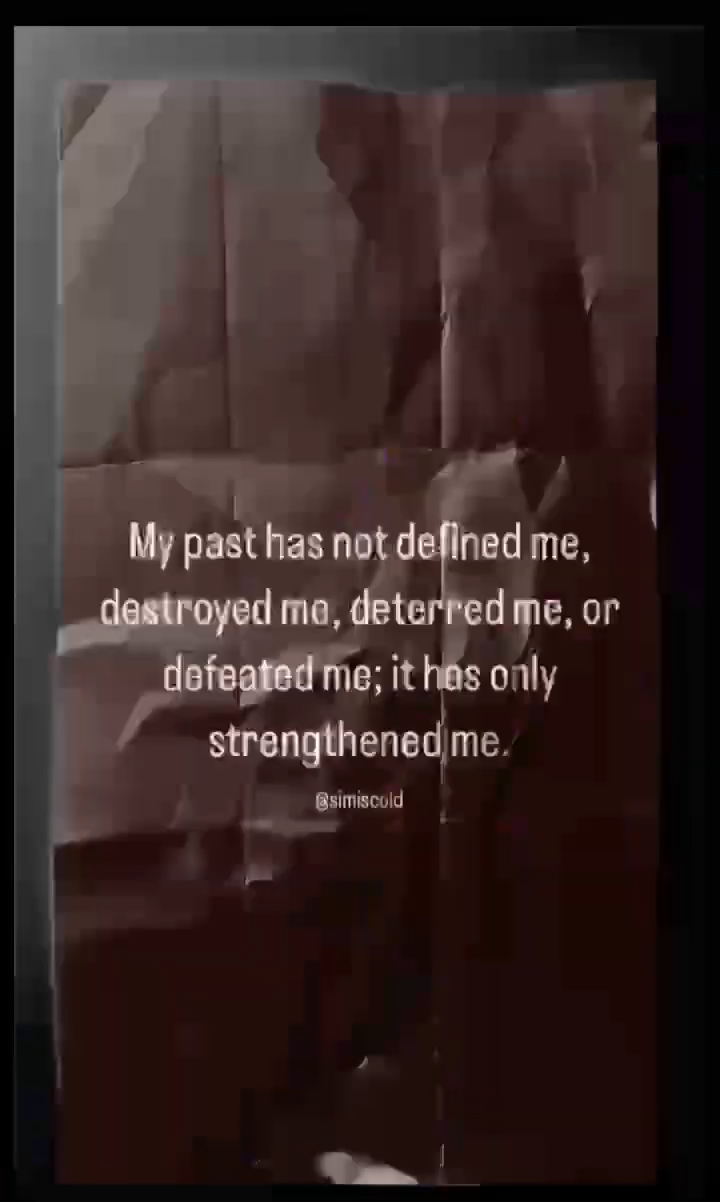 My past has not defined me,
destroyed me, deterred me, or
defeated me; it has only
strengthened me.
@simiscold